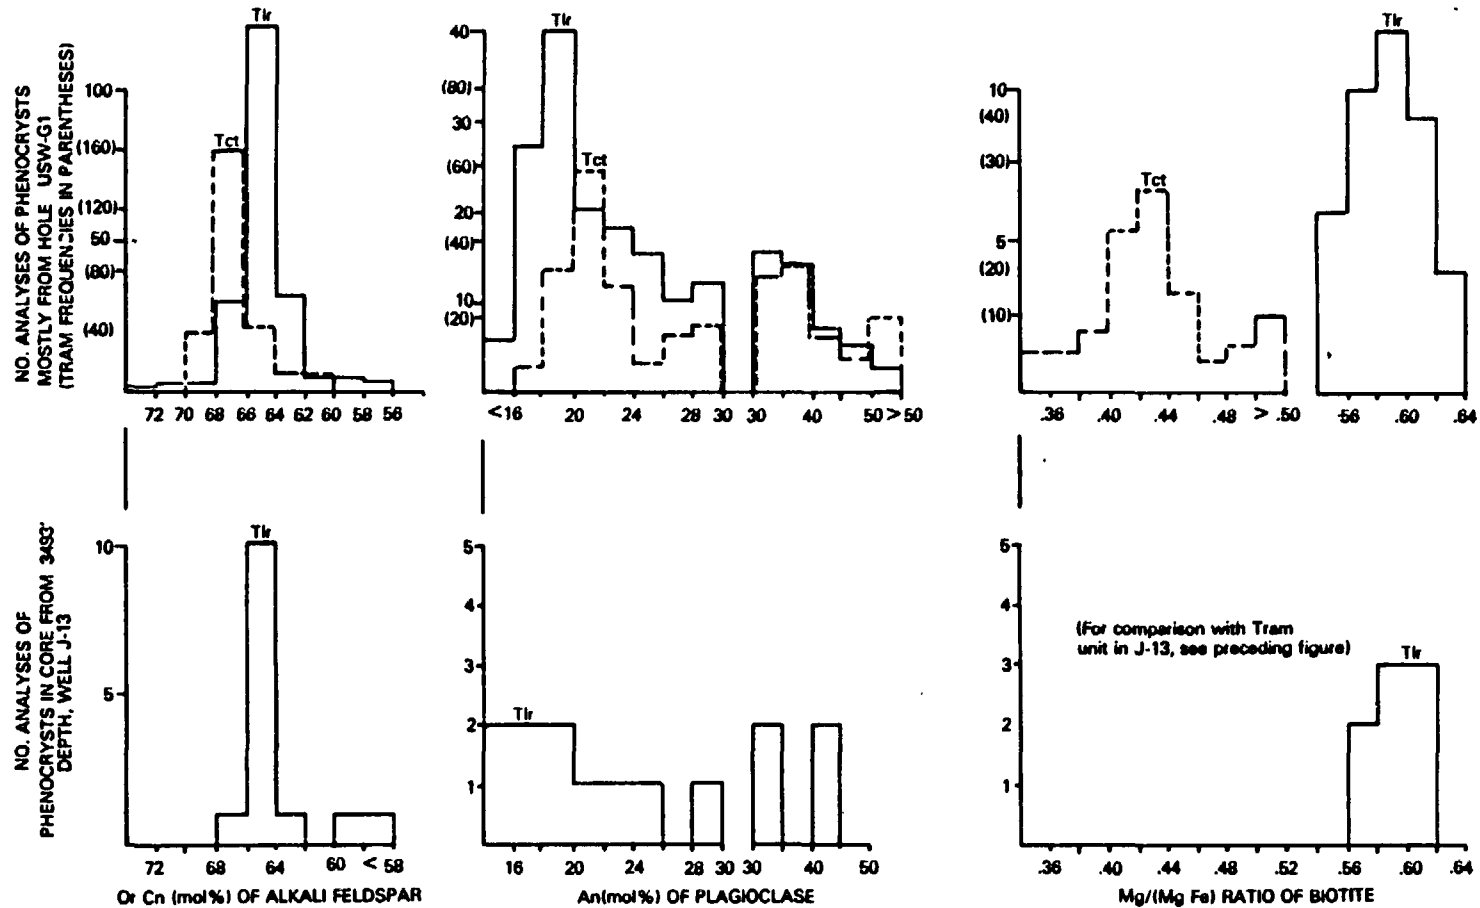 NO. ANALYSES OF PHENOCRYSTS
MOSTLY FROM HOLE USW-G1
(TRAM FREQUENCIES IN PARENTHESES)
100
(160)
(120)
50
(80)
(40)
Tlr
Tct
72 70 68 66 64 62 60 58 56
40
(80)
30
(60)
20
(40)
10
(20)
Tlr
Tct
<16 20 24 28 30 30 40 50 >50
10
(40)
(30)
5
(20)
(10)
Tct
Tlr
.36 .40 .44 .48 > .50 .56 .60 .64
NO. ANALYSES OF
PHENOCRYSTS IN CORE FROM 3493'
DEPTH, WELL J-13
10
5
Tlr
72 68 64 60 < 58
Or Cn (mol%) OF ALKALI FELDSPAR
5
4
3
2
1
Tlr
16 20 24 28 30 30 40 50
An(mol%) OF PLAGIOCLASE
5
4
3
2
1
(For comparison with Tram
unit in J-13, see preceding figure)
Tlr
.36 .40 .44 .48 .52 .56 .60 .64
Mg/(Mg Fe) RATIO OF BIOTITE